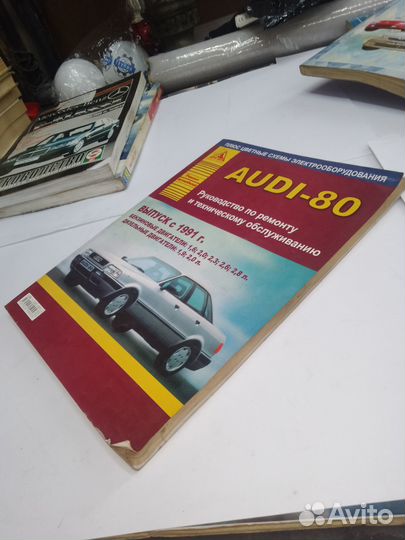 ПЛЮС ЦВЕТНЫЕ СХЕМЫ ЭЛЕКТРООБОРУДОВАНИЯ
AUDI-80
Руководство по ремонту
и техническому обслуживанию
ВЫПУСК с 1991 г.
БЕНЗИНОВЫЕ ДВИГАТЕЛИ: 1,6; 2,0; 2,3; 2,6; 2,8 л.
ДИЗЕЛЬНЫЕ ДВИГАТЕЛИ: 1,9; 2,0 л.
Avito